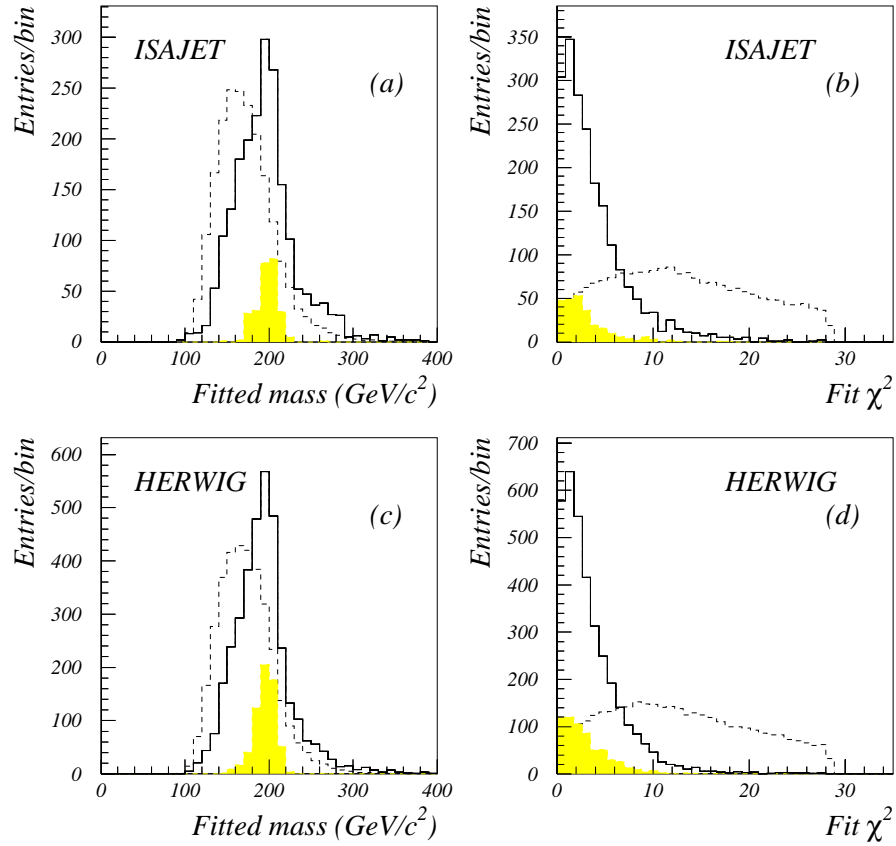 Entries/bin
ISAJET
(a)
300
250
200
150
100
50
0
0 100 200 300 400
Fitted mass (GeV/c²)
Entries/bin
ISAJET
(b)
350
300
250
200
150
100
50
0
0 10 20 30
Fit χ²
Entries/bin
HERWIG
(c)
600
500
400
300
200
100
0
0 100 200 300 400
Fitted mass (GeV/c²)
Entries/bin
HERWIG
(d)
700
600
500
400
300
200
100
0
0 10 20 30
Fit χ²